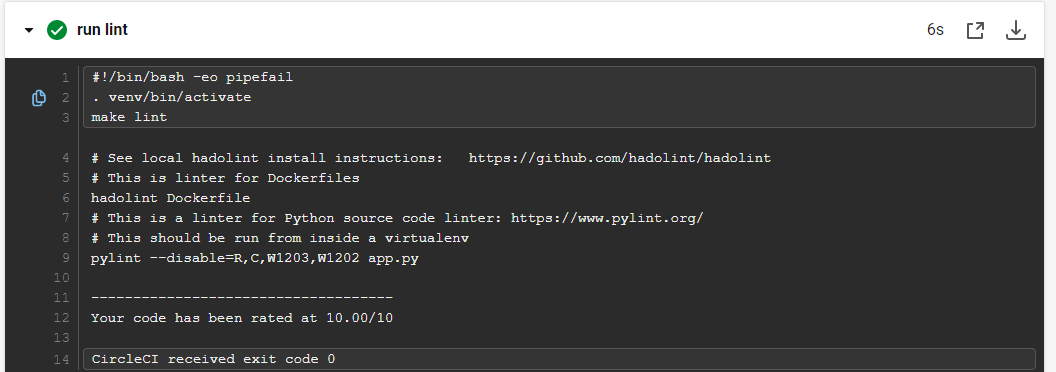 run lint 6s
1 #!/bin/bash -eo pipefail
2 . venv/bin/activate
3 make lint
4 # See local hadolint install instructions:   https://github.com/hadolint/hadolint
5 # This is linter for Dockerfiles
6 hadolint Dockerfile
7 # This is a linter for Python source code linter: https://www.pylint.org/
8 # This should be run from inside a virtualenv
9 pylint --disable=R,C,W1203,W1202 app.py
10
11 ------------------------------------
12 Your code has been rated at 10.00/10
13
14 CircleCI received exit code 0